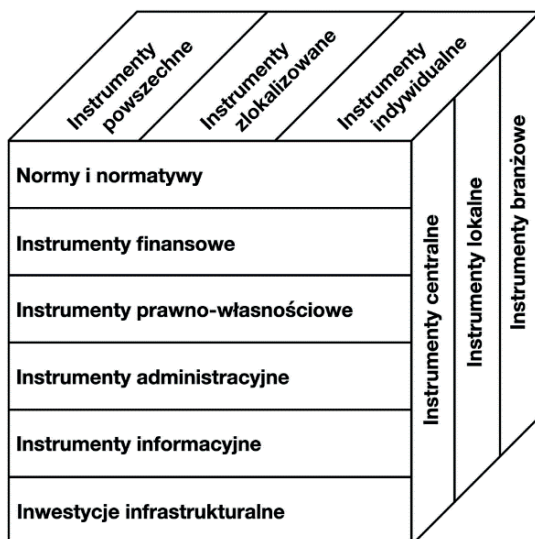 Instrumenty
powszechne
Instrumenty
zlokalizowane
Instrumenty
indywidualne
Normy i normatywy
Instrumenty finansowe
Instrumenty prawno-własnościowe
Instrumenty administracyjne
Instrumenty informacyjne
Inwestycje infrastrukturalne
Instrumenty centralne
Instrumenty lokalne
Instrumenty branżowe